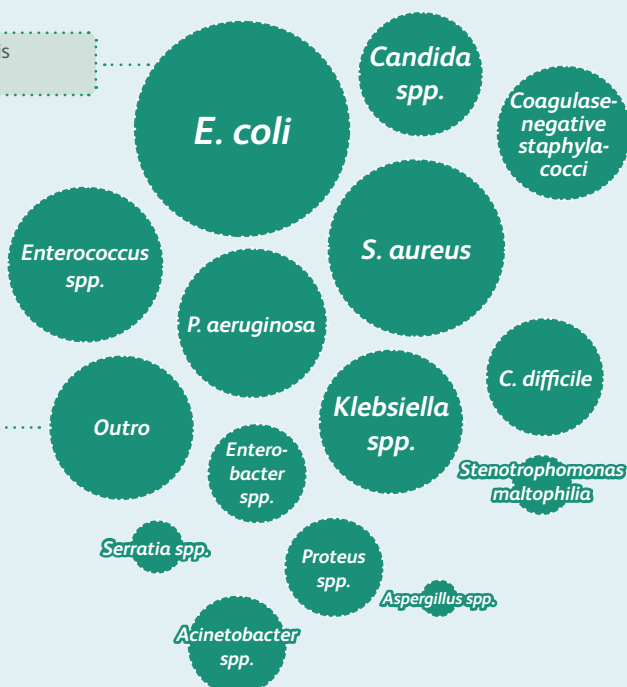 is
E. coli
Candida
spp.
Coagulase-
negative
staphyla-
cocci
Enterococcus
spp.
S. aureus
P. aeruginosa
C. difficile
Outro
Klebsiella
spp.
Entero-
bacter
spp.
Stenotrophomonas
maltophilia
Serratia spp.
Proteus
spp.
Aspergillus spp.
Acinetobacter
spp.